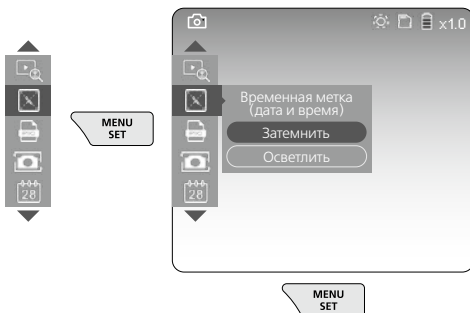 x1.0
Временная метка
(дата и время)
Затемнить
Осветлить
28
28
MENU
SET
MENU
SET